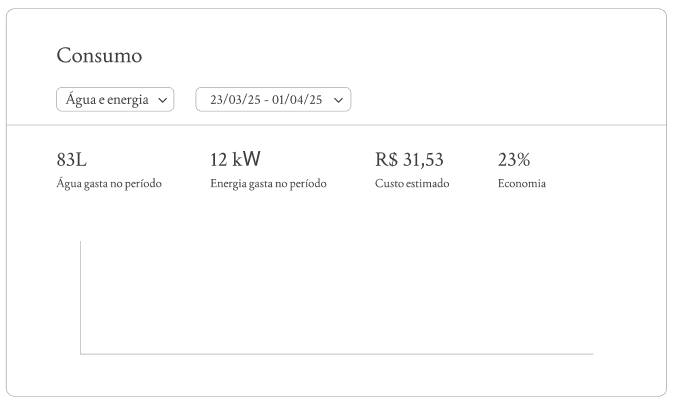 Consumo
Água e energia
23/03/25 - 01/04/25
83L
12 kW
R$ 31,53
23%
Água gasta no período
Energia gasta no período
Custo estimado
Economia